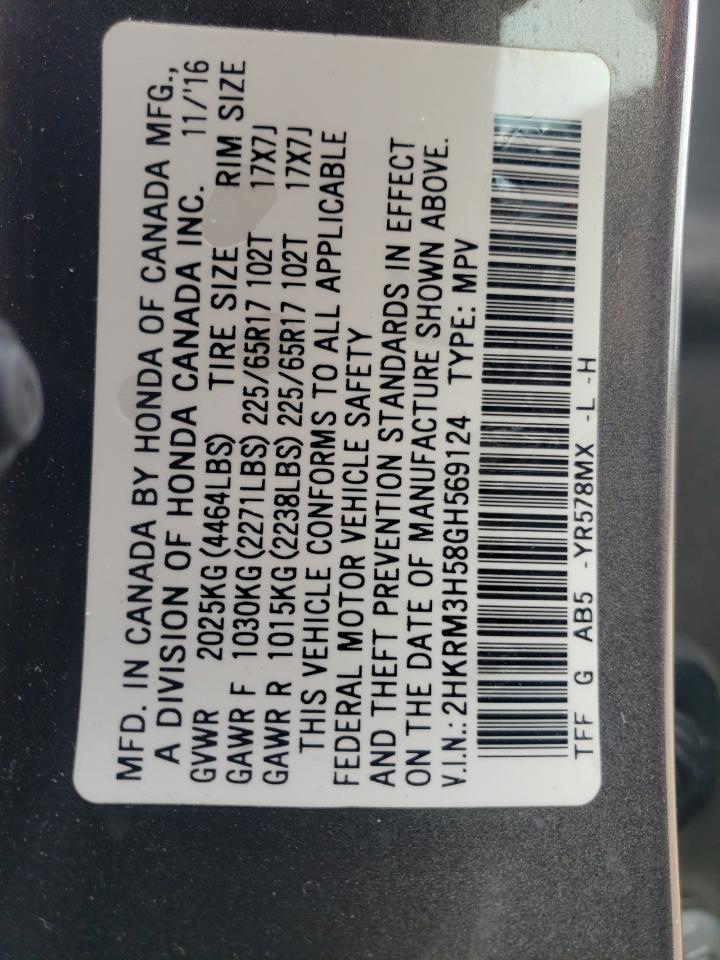 MFD. IN CANADA BY HONDA OF CANADA MFG.,
A DIVISION OF HONDA CANADA INC. 11/'16
GVWR 2025KG(4464LBS) TIRE SIZE RIM SIZE
GAWR F 1030KG(2271LBS) 225/65R17 102T 17X7J
GAWR R 1015KG(2238LBS) 225/65R17 102T 17X7J
THIS VEHICLE CONFORMS TO ALL APPLICABLE
FEDERAL MOTOR VEHICLE SAFETY
AND THEFT PREVENTION STANDARDS IN EFFECT
ON THE DATE OF MANUFACTURE SHOWN ABOVE.
V.I.N.:2HKRM3H58GH569124 TYPE: MPV
TFF G AB5 -YR578MX -L -H